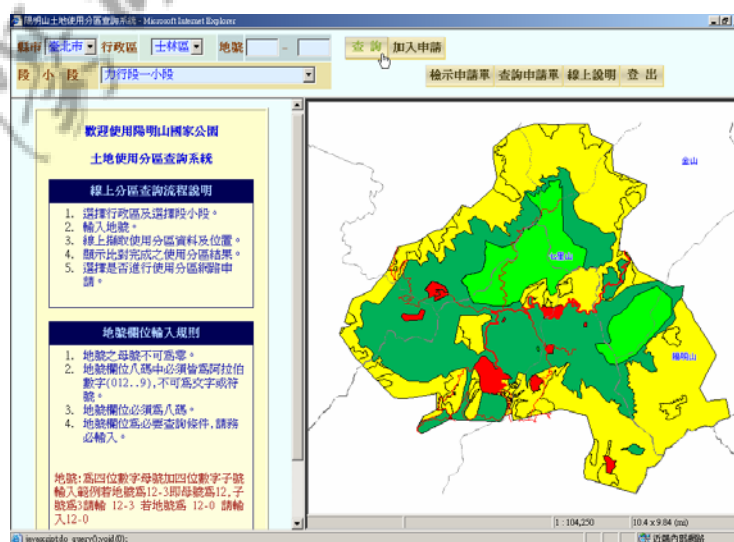 陽明山土地使用分區查詢系統 - Microsoft Internet Explorer
縣市 臺北市 行政區 士林區 地號 - 查詢 加入申請
段小段 力行段一小段 檢示申請單 查詢申請單 線上說明 登出
歡迎使用陽明山國家公園
土地使用分區查詢系統
線上分區查詢流程說明
1. 選擇行政區及選擇段小段。
2. 輸入地號。
3. 線上擷取使用分區資料及位置。
4. 顯示比對完成之使用分區結果。
5. 選擇是否進行使用分區網路申
請。
地號欄位輸入規則
1. 地號之母號不可為零。
2. 地號欄位八碼中必須皆為阿拉伯
數字(012..9),不可為文字或符
號。
3. 地號欄位必須為八碼。
4. 地號欄位為必要查詢條件,請務
必輸入。
地號:為四位數字母號加四位數字子號
輸入範例若地號為12-3即母號為12,子
號為3請輸 12-3 若地號為 12-0 請輸
入12-0
金山
七星山
陽明山
1 : 104,250
10.4 x 9.84 (mi)
javascript:do_query();void(0);
近端內部網路